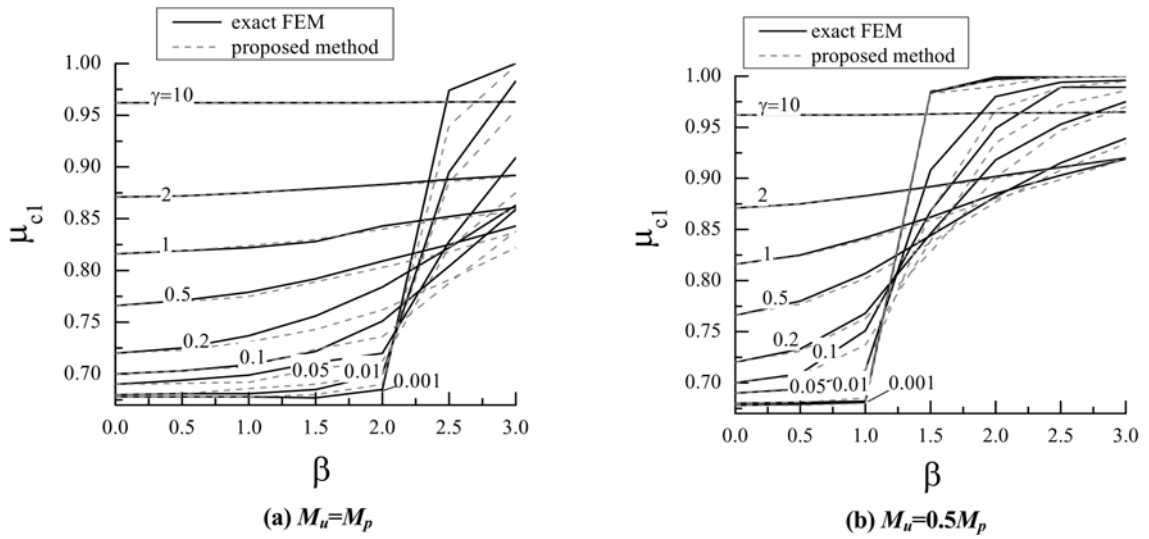 exact FEM
proposed method
1.00
0.95
0.90
0.85
0.80
0.75
0.70
μc1
γ=10
2
1
0.5
0.2
0.1
0.05
0.01
0.001
0.0 0.5 1.0 1.5 2.0 2.5 3.0
β
(a) Mu=Mp
exact FEM
proposed method
1.00
0.95
0.90
0.85
0.80
0.75
0.70
μc1
γ=10
2
1
0.5
0.2
0.1
0.05
0.01
0.001
0.0 0.5 1.0 1.5 2.0 2.5 3.0
β
(b) Mu=0.5Mp